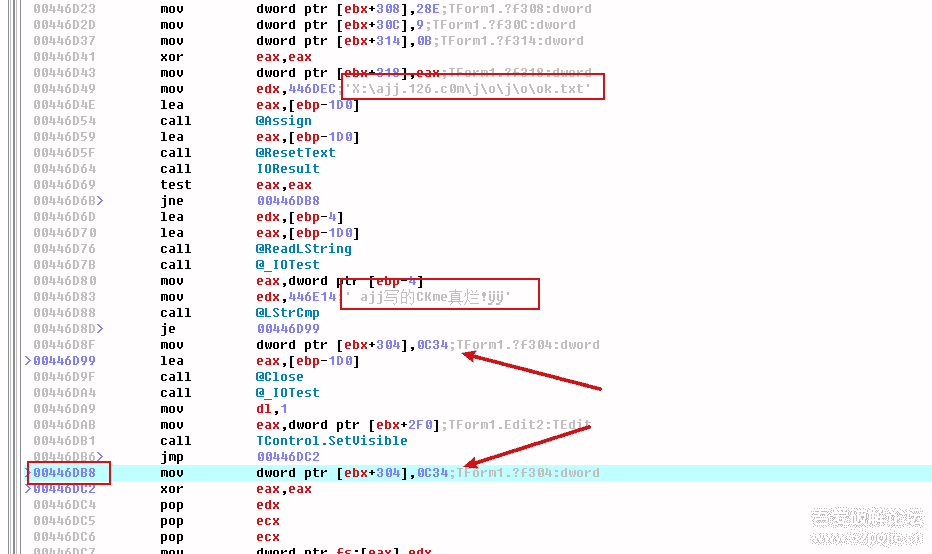 00446D23 mov dword ptr [ebx+308],28E;TForm1.?f308:dword
00446D2D mov dword ptr [ebx+30C],9;TForm1.?f30C:dword
00446D37 mov dword ptr [ebx+314],0B;TForm1.?f314:dword
00446D41 xor eax,eax
00446D43 mov dword ptr [ebx+318],eax;TForm1.?f318:dword
00446D49 mov edx,446DEC;'X:\ajj.126.c0m\j\o\j\o\ok.txt'
00446D4E lea eax,[ebp-1D0]
00446D54 call @Assign
00446D59 lea eax,[ebp-1D0]
00446D5F call @ResetText
00446D64 call IOResult
00446D69 test eax,eax
00446D6B> jne 00446DB8
00446D6D lea edx,[ebp-4]
00446D70 lea eax,[ebp-1D0]
00446D76 call @ReadLString
00446D7B call @_IOTest
00446D80 mov eax,dword ptr [ebp-4]
00446D83 mov edx,446E14;' ajj写的CKme真烂!ÿÿ'
00446D88 call @LStrCmp
00446D8D> je 00446D99
00446D8F mov dword ptr [ebx+304],0C34;TForm1.?f304:dword
>00446D99 lea eax,[ebp-1D0]
00446D9F call @Close
00446DA4 call @_IOTest
00446DA9 mov dl,1
00446DAB mov eax,dword ptr [ebx+2F0];TForm1.Edit2:TEdit
00446DB1 call TControl.SetVisible
00446DB6> jmp 00446DC2
>00446DB8 mov dword ptr [ebx+304],0C34;TForm1.?f304:dword
>00446DC2 xor eax,eax
00446DC4 pop edx
00446DC5 pop ecx
00446DC6 pop ecx
00446DC7 mov dword ptr fs:[eax],edx
吾爱破解论坛
www.52pojie.cn